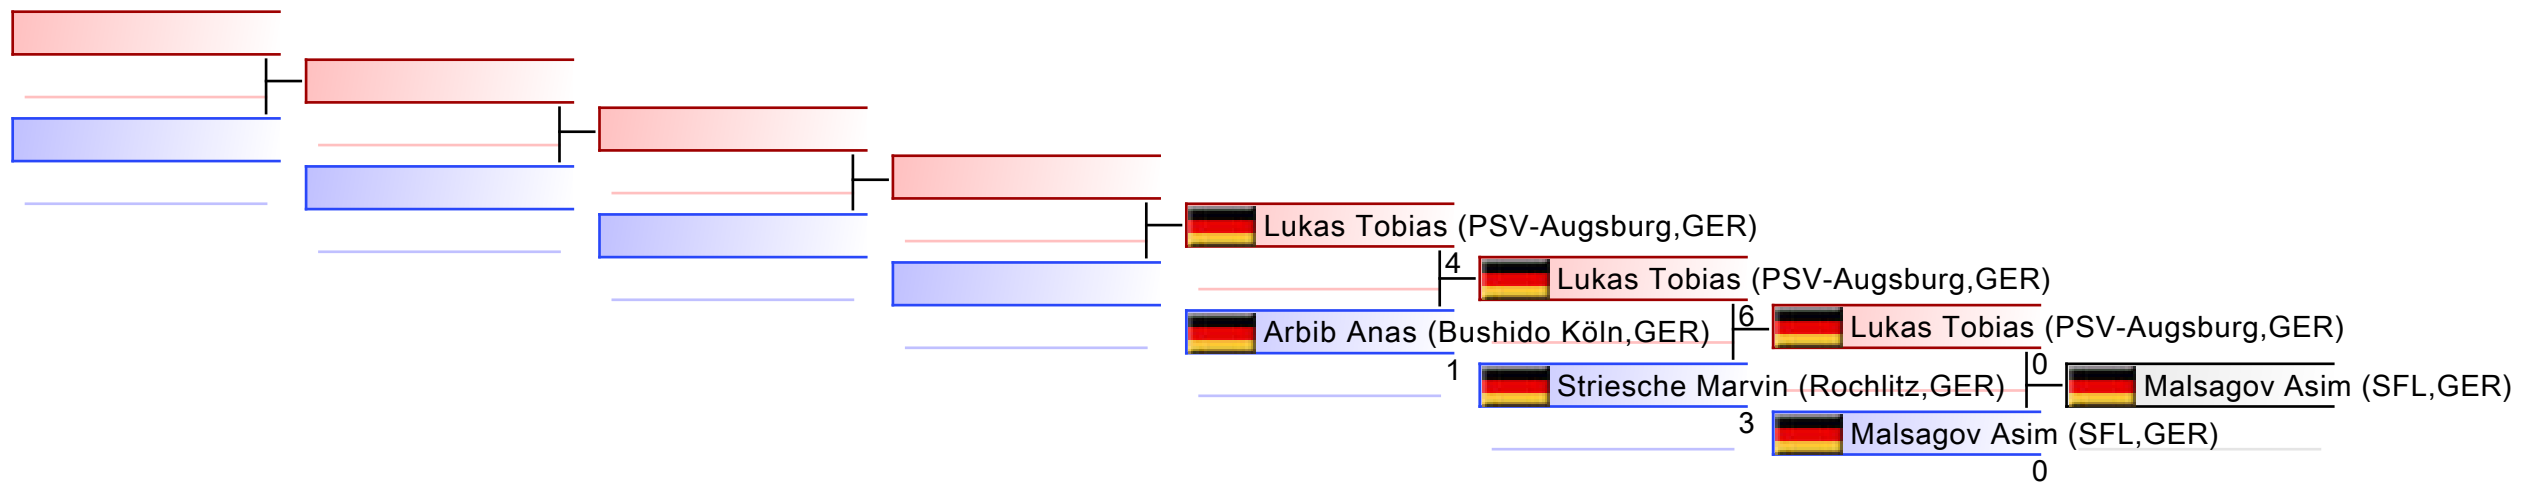 Lukas Tobias (PSV-Augsburg,GER)
4
Lukas Tobias (PSV-Augsburg,GER)
Arbib Anas (Bushido Köln,GER)
1
6
Lukas Tobias (PSV-Augsburg,GER)
Striesche Marvin (Rochlitz,GER)
3
0
Malsagov Asim (SFL,GER)
Malsagov Asim (SFL,GER)
0